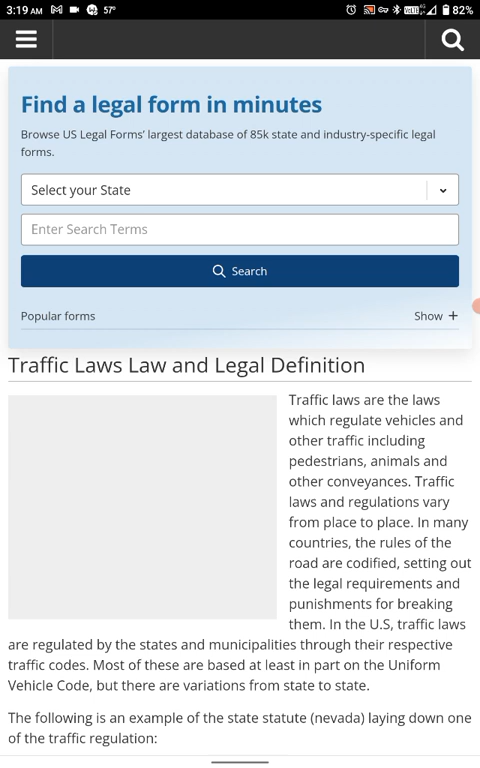 3:19 AM 57° 82%
Find a legal form in minutes
Browse US Legal Forms’ largest database of 85k state and industry-specific legal
forms.
Select your State
Enter Search Terms
Search
Popular forms Show +
Traffic Laws Law and Legal Definition
Traffic laws are the laws
which regulate vehicles and
other traffic including
pedestrians, animals and
other conveyances. Traffic
laws and regulations vary
from place to place. In many
countries, the rules of the
road are codified, setting out
the legal requirements and
punishments for breaking
them. In the U.S, traffic laws
are regulated by the states and municipalities through their respective
traffic codes. Most of these are based at least in part on the Uniform
Vehicle Code, but there are variations from state to state.
The following is an example of the state statute (nevada) laying down one
of the traffic regulation: